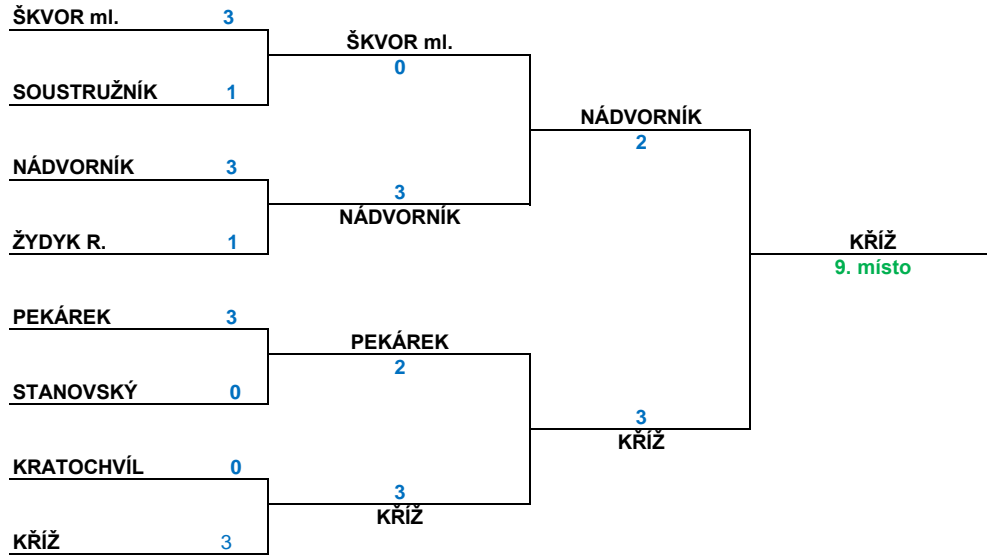 ŠKVOR ml. 3
ŠKVOR ml.
0
SOUSTRUŽNÍK 1
NÁDVORNÍK
2
NÁDVORNÍK 3
3
NÁDVORNÍK
ŽYDYK R. 1
KŘÍŽ
9. místo
PEKÁREK 3
PEKÁREK
2
STANOVSKÝ 0
3
KŘÍŽ
KRATOCHVÍL 0
3
KŘÍŽ
KŘÍŽ 3